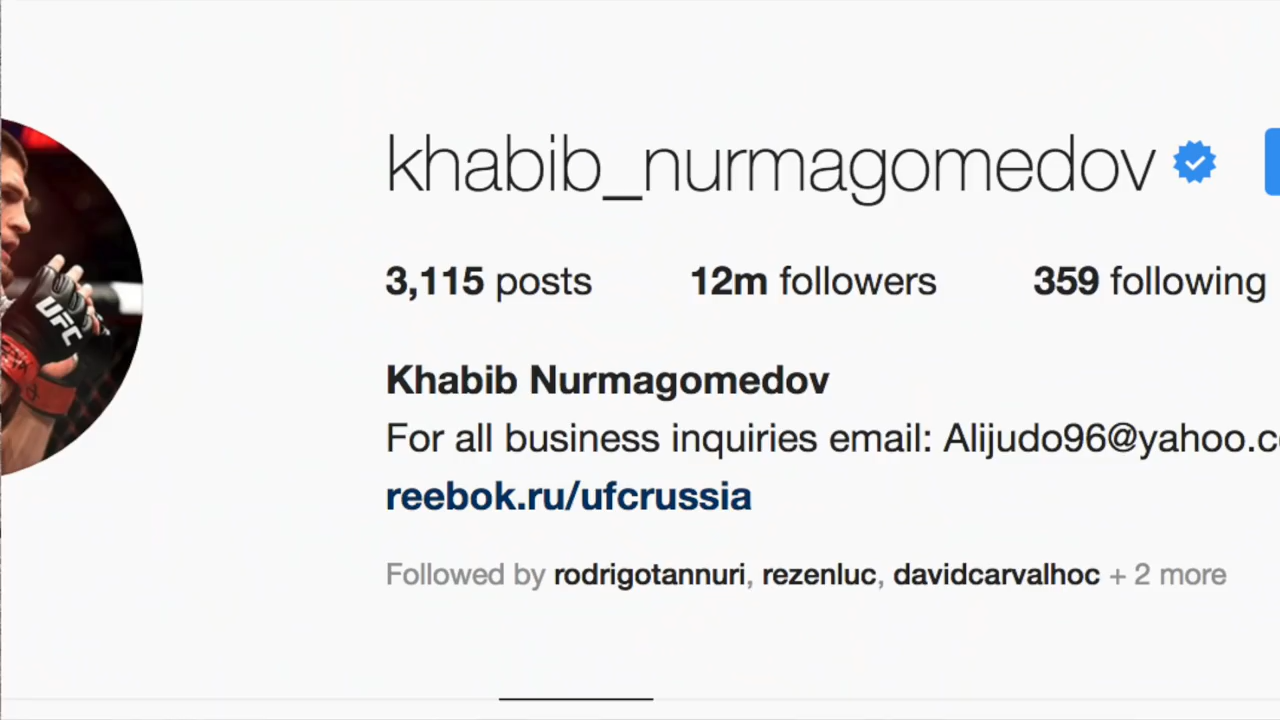 khabib_nurmagomedov
3,115 posts 12m followers 359 following
Khabib Nurmagomedov
For all business inquiries email: Alijudo96@yahoo.c
reebok.ru/ufcrussia
Followed by rodrigotannuri, rezenluc, davidcarvalhoc + 2 more
UFC